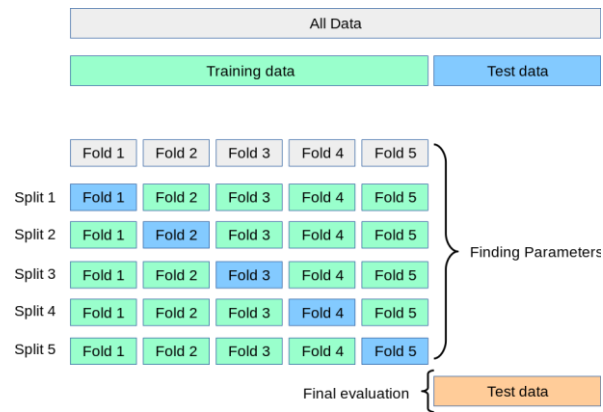 All Data
Training data Test data
Fold 1 Fold 2 Fold 3 Fold 4 Fold 5
Split 1 Fold 1 Fold 2 Fold 3 Fold 4 Fold 5
Split 2 Fold 1 Fold 2 Fold 3 Fold 4 Fold 5
Finding Parameters
Split 3 Fold 1 Fold 2 Fold 3 Fold 4 Fold 5
Split 4 Fold 1 Fold 2 Fold 3 Fold 4 Fold 5
Split 5 Fold 1 Fold 2 Fold 3 Fold 4 Fold 5
Final evaluation Test data